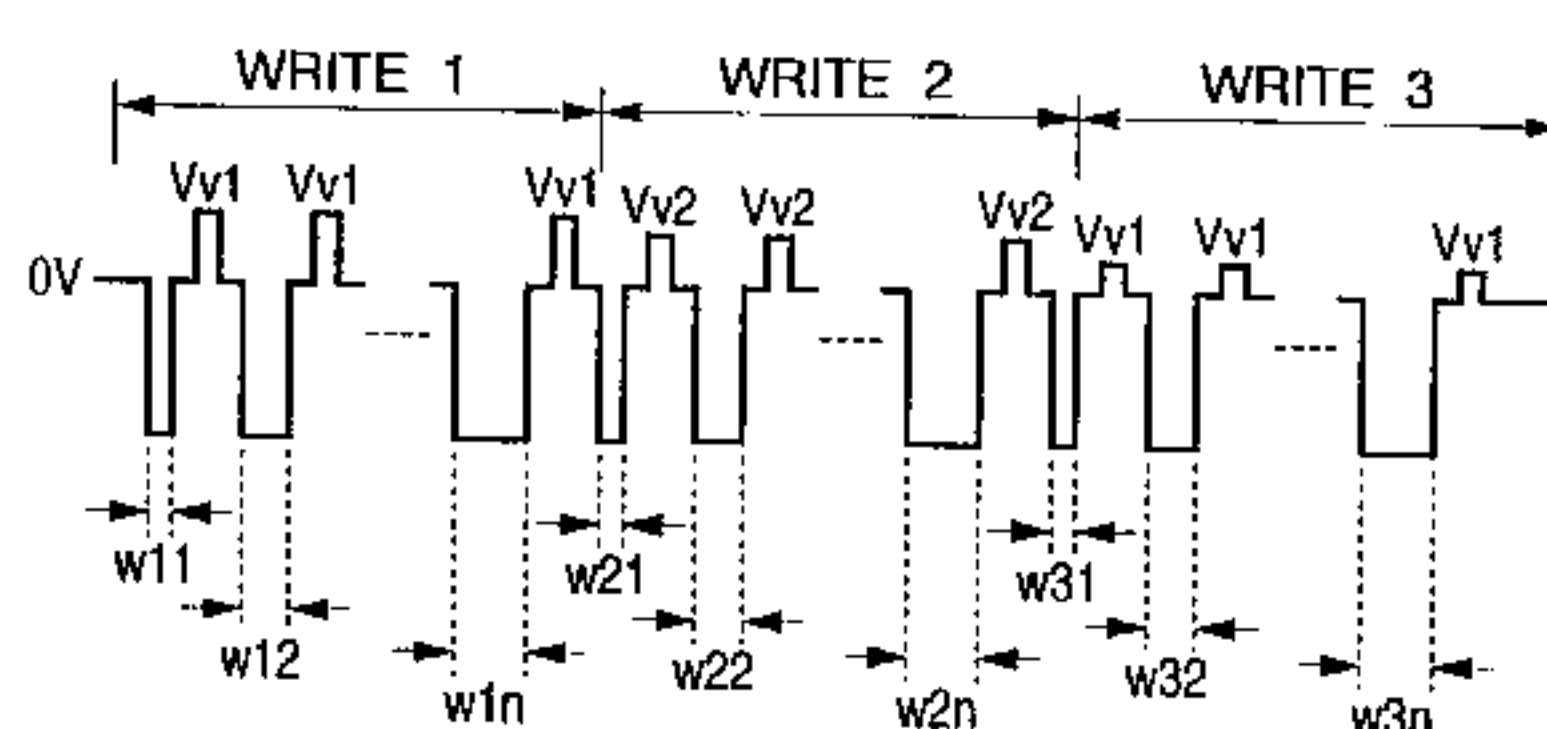 WRITE 1 WRITE 2 WRITE 3
Vv1 Vv1 Vv1 Vv2 Vv2 Vv2 Vv1 Vv1 Vv1
0V
w11 w21 w31
w12 w22 w32
w1n w2n w3n